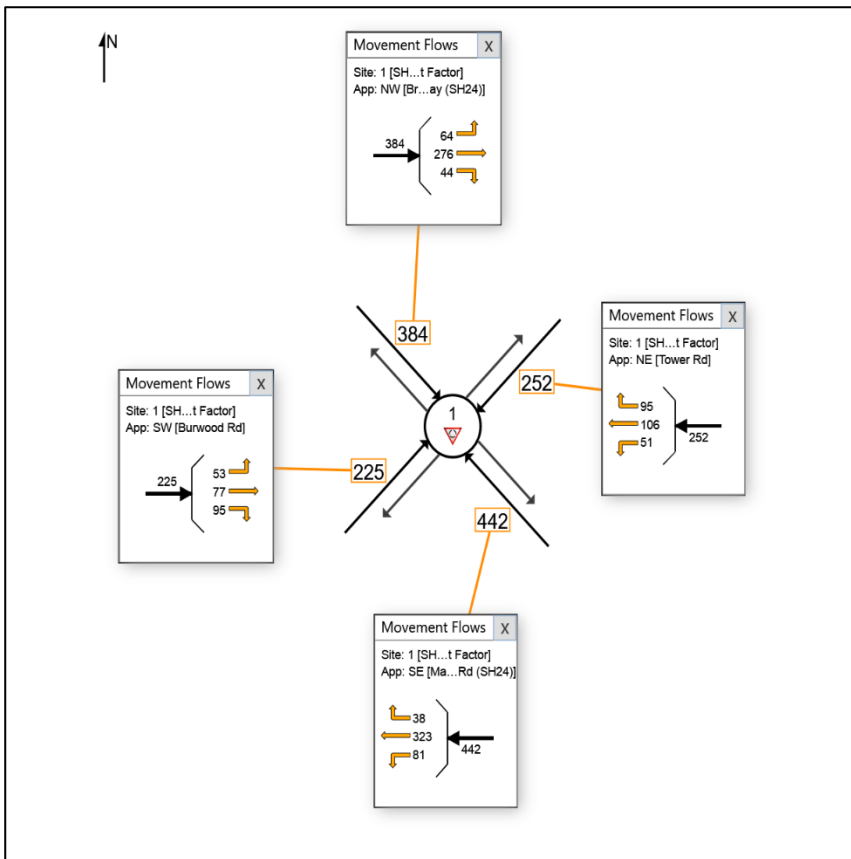 N
Movement Flows X
Site: 1 [SH...t Factor]
App: NW [Br...ay (SH24)]
384
64
276
44
Movement Flows X
Site: 1 [SH...t Factor]
App: NE [Tower Rd]
95
106
51
252
384
252
1
Movement Flows X
Site: 1 [SH...t Factor]
App: SW [Burwood Rd]
225
53
77
95
225
442
Movement Flows X
Site: 1 [SH...t Factor]
App: SE [Ma...Rd (SH24)]
38
323
81
442